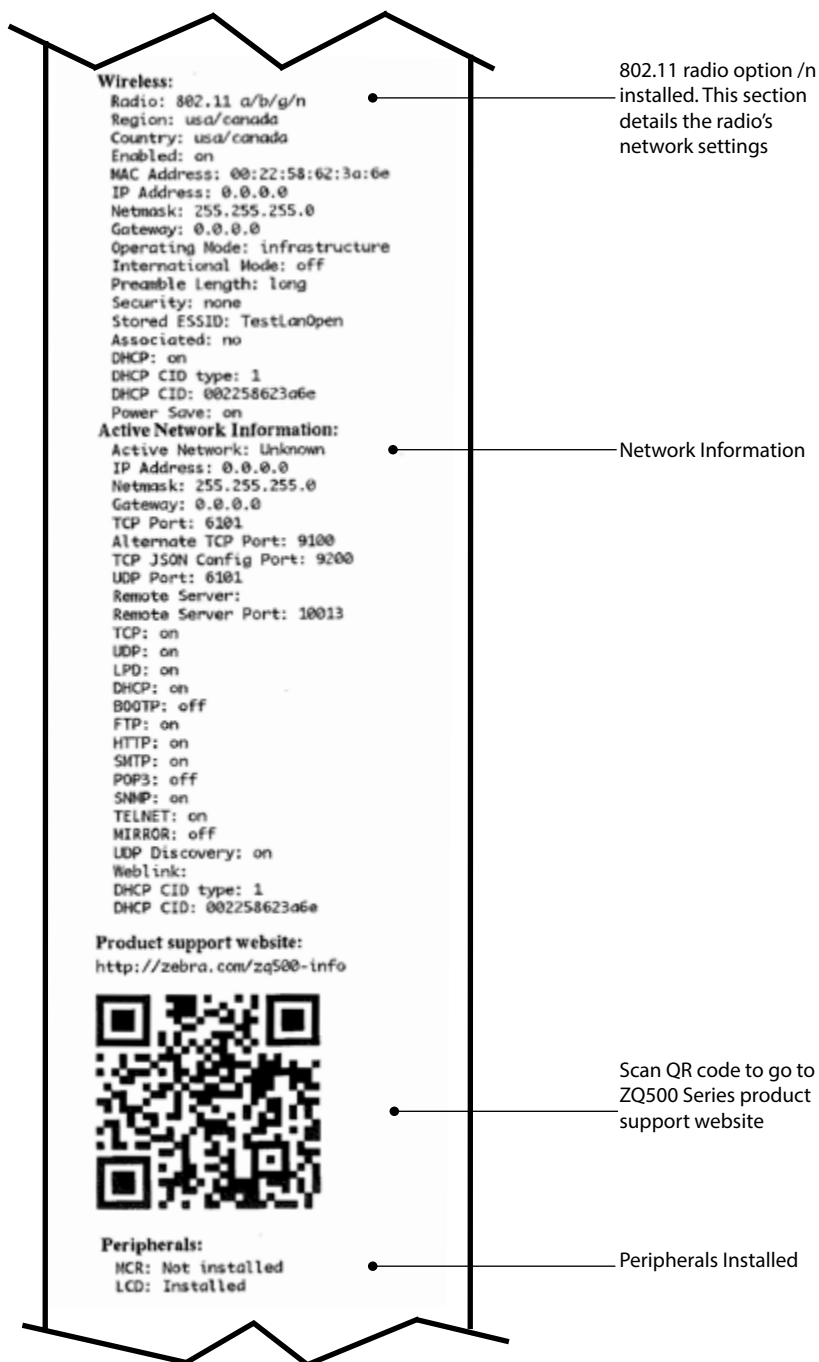 Wireless:
Radio: 802.11 a/b/g/n
Region: usa/canada
Country: usa/canada
Enabled: on
MAC Address: 00:22:58:62:3a:6e
IP Address: 0.0.0.0
Netmask: 255.255.255.0
Gateway: 0.0.0.0
Operating Mode: infrastructure
International Mode: off
Preamble Length: long
Security: none
Stored ESSID: TestLanOpen
Associated: no
DHCP: on
DHCP CID type: 1
DHCP CID: 002258623a6e
Power Save: on
802.11 radio option /n
installed. This section
details the radio’s
network settings
Active Network Information:
Active Network: Unknown
IP Address: 0.0.0.0
Netmask: 255.255.255.0
Gateway: 0.0.0.0
TCP Port: 6101
Alternate TCP Port: 9100
TCP JSON Config Port: 9200
UDP Port: 6101
Remote Server:
Remote Server Port: 10013
TCP: on
UDP: on
LPD: on
DHCP: on
BOOTP: off
FTP: on
HTTP: on
SMTP: on
POP3: off
SNMP: on
TELNET: on
MIRROR: off
UDP Discovery: on
Weblink:
DHCP CID type: 1
DHCP CID: 002258623a6e
Network Information
Product support website:
http://zebra.com/zq500-info
Scan QR code to go to
ZQ500 Series product
support website
Peripherals:
MCR: Not installed
LCD: Installed
Peripherals Installed